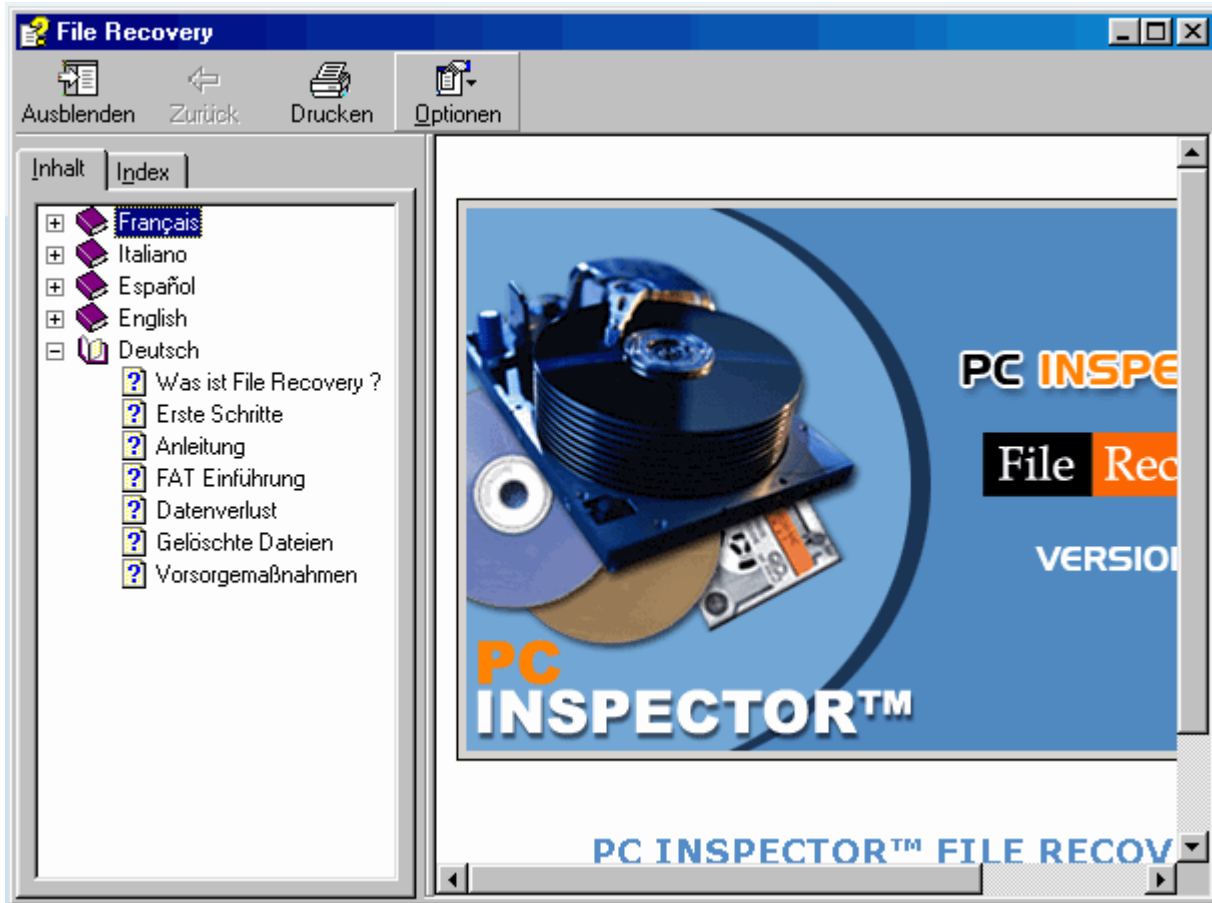 File Recovery
Ausblenden Zurück Drucken Optionen
Inhalt Index
Français
Italiano
Español
English
Deutsch
Was ist File Recovery ?
Erste Schritte
Anleitung
FAT Einführung
Datenverlust
Gelöschte Dateien
Vorsorgemaßnahmen
PC INSPE
File Rec
VERSION
PC
INSPECTOR™
PC INSPECTOR™ FILE RECOV